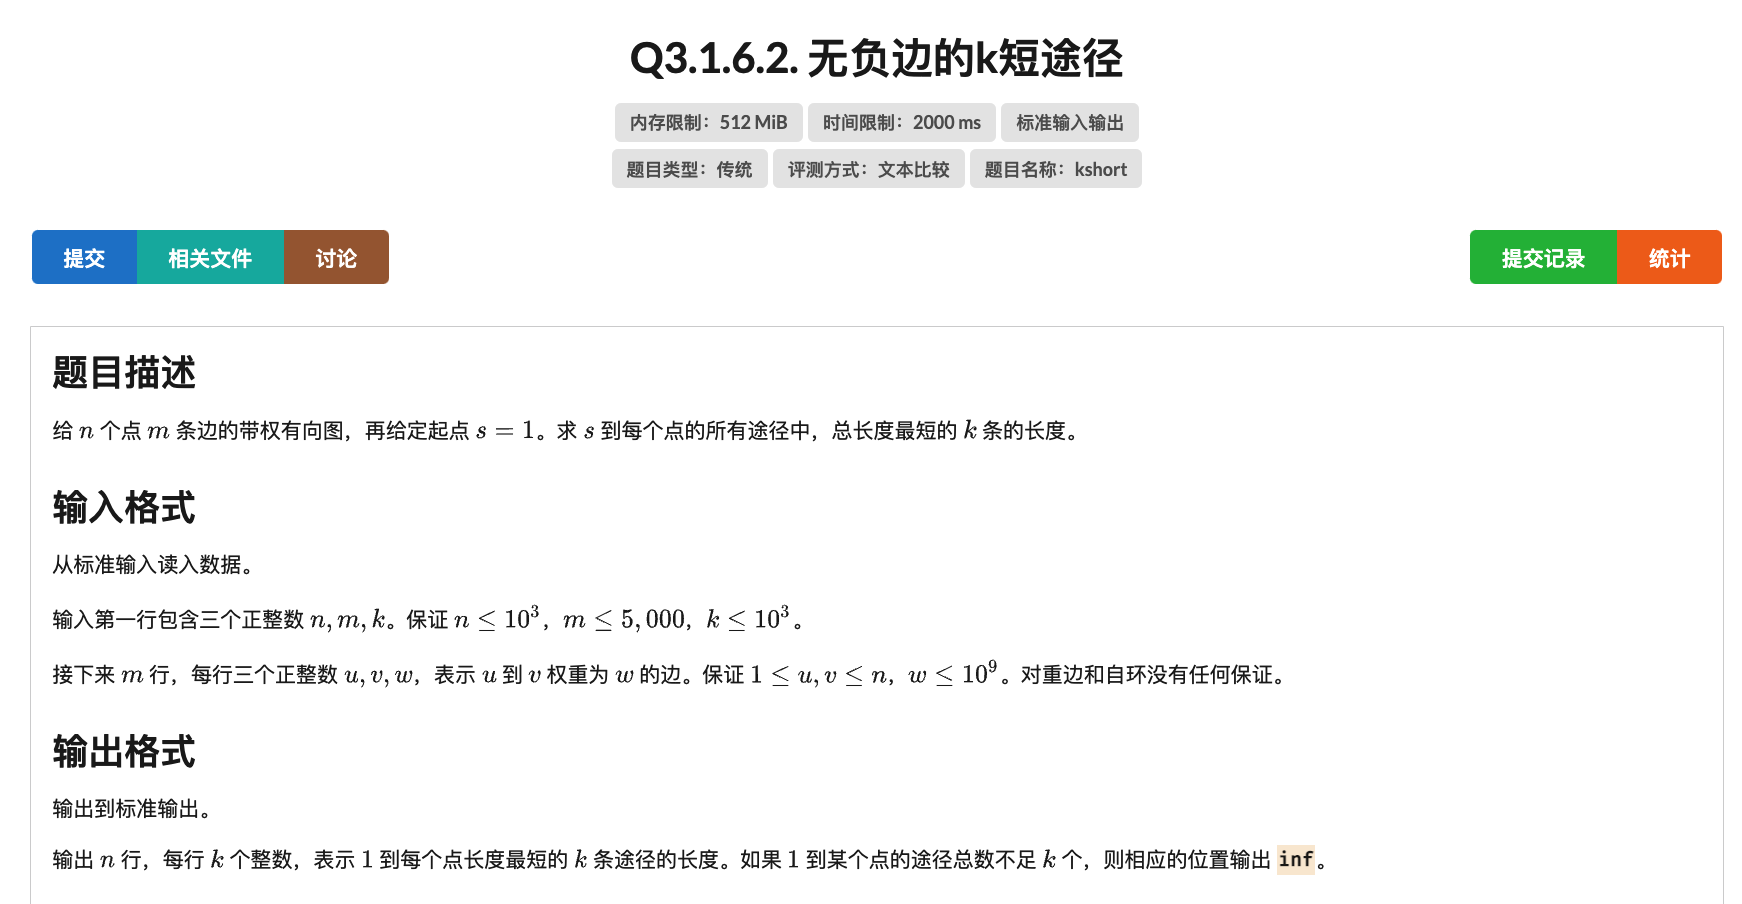 Q3.1.6.2. 无负边的k短途径
内存限制：512 MiB 时间限制：2000 ms 标准输入输出
题目类型：传统 评测方式：文本比较 题目名称：kshort
提交 相关文件 讨论 提交记录 统计
题目描述
给 n 个点 m 条边的带权有向图，再给定起点 s = 1。求 s 到每个点的所有途径中，总长度最短的 k 条的长度。
输入格式
从标准输入读入数据。
输入第一行包含三个正整数 n, m, k。保证 n ≤ 10³，m ≤ 5,000，k ≤ 10³。
接下来 m 行，每行三个正整数 u, v, w，表示 u 到 v 权重为 w 的边。保证 1 ≤ u, v ≤ n，w ≤ 10⁹。对重边和自环没有任何保证。
输出格式
输出到标准输出。
输出 n 行，每行 k 个整数，表示 1 到每个点长度最短的 k 条途径的长度。如果 1 到某个点的途径总数不足 k 个，则相应的位置输出 inf。